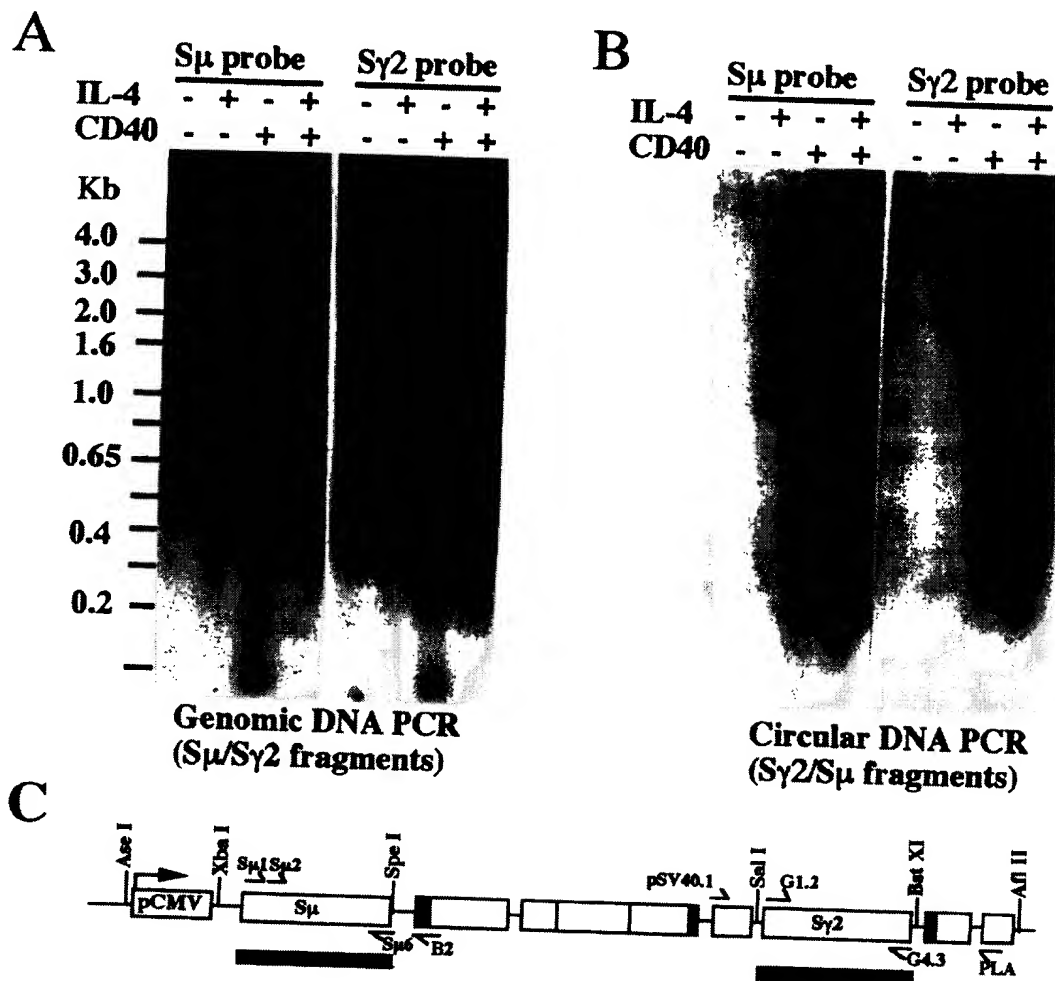 A
Sμ probe Sγ2 probe
IL-4 - + - + - + - +
CD40 - - + + - - + +
Kb
4.0
3.0
2.0
1.6
1.0
0.65
0.4
0.2
Genomic DNA PCR
(Sμ/Sγ2 fragments)
B
Sμ probe Sγ2 probe
IL-4 - + - + - + - +
CD40 - - + + - - + +
Circular DNA PCR
(Sγ2/Sμ fragments)
C
Ase I Xba I Spe I Sal I Bst XI Afl II
Sμ1 Sμ2 pSV40.1 G1.2
pCMV Sμ Sγ2
Sμ6 B2 G4.3 PLA